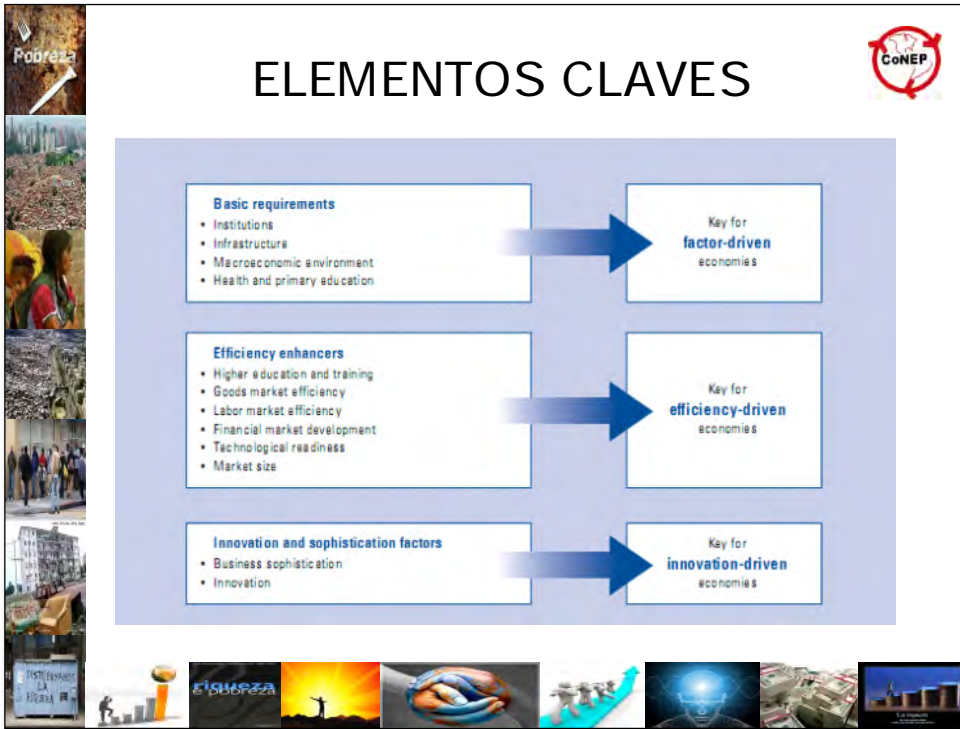 Pobreza
ELEMENTOS CLAVES
CONEP
Basic requirements
• Institutions
• Infrastructure
• Macroeconomic environment
• Health and primary education
Key for
factor-driven
economies
Efficiency enhancers
• Higher education and training
• Goods market efficiency
• Labor market efficiency
• Financial market development
• Technological readiness
• Market size
Key for
efficiency-driven
economies
Innovation and sophistication factors
• Business sophistication
• Innovation
Key for
innovation-driven
economies
LA
riqueza
e pobreza